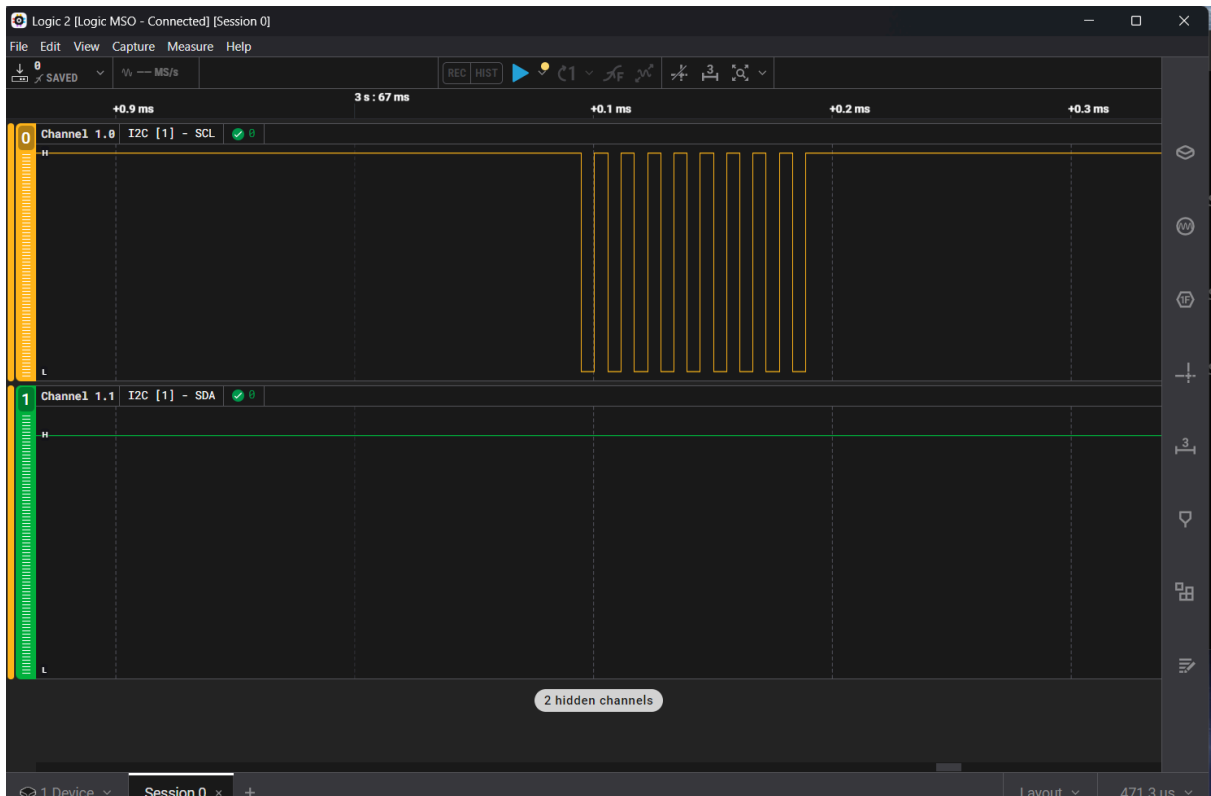 Logic 2 [Logic MSO - Connected] [Session 0]
File Edit View Capture Measure Help
0
SAVED
— MS/s
REC HIST
1
F
3
3 s : 67 ms
+0.9 ms +0.1 ms +0.2 ms +0.3 ms
0 Channel 1.0 I2C [1] - SCL 0
H
L
1 Channel 1.1 I2C [1] - SDA 0
H
L
1F
3
2 hidden channels
1 Device Session 0 × + Layout 471.3 us